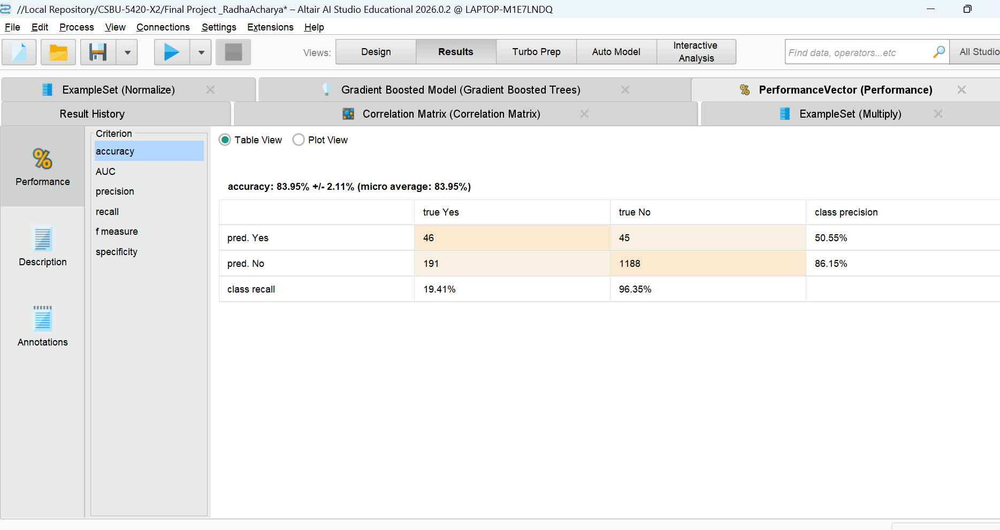 //Local Repository/CSBU-5420-X2/Final Project _RadhaAcharya* – Altair AI Studio Educational 2026.0.2 @ LAPTOP-M1E7LNDQ
File Edit Process View Connections Settings Extensions Help
Views: Design Results Turbo Prep Auto Model Interactive Analysis Find data, operators...etc All Studio
ExampleSet (Normalize) Gradient Boosted Model (Gradient Boosted Trees) % PerformanceVector (Performance)
Result History Correlation Matrix (Correlation Matrix) ExampleSet (Multiply)
%
Performance
Description
Annotations
Criterion
accuracy
AUC
precision
recall
f measure
specificity
Table View Plot View
accuracy: 83.95% +/- 2.11% (micro average: 83.95%)
true Yes true No class precision
pred. Yes 46 45 50.55%
pred. No 191 1188 86.15%
class recall 19.41% 96.35%